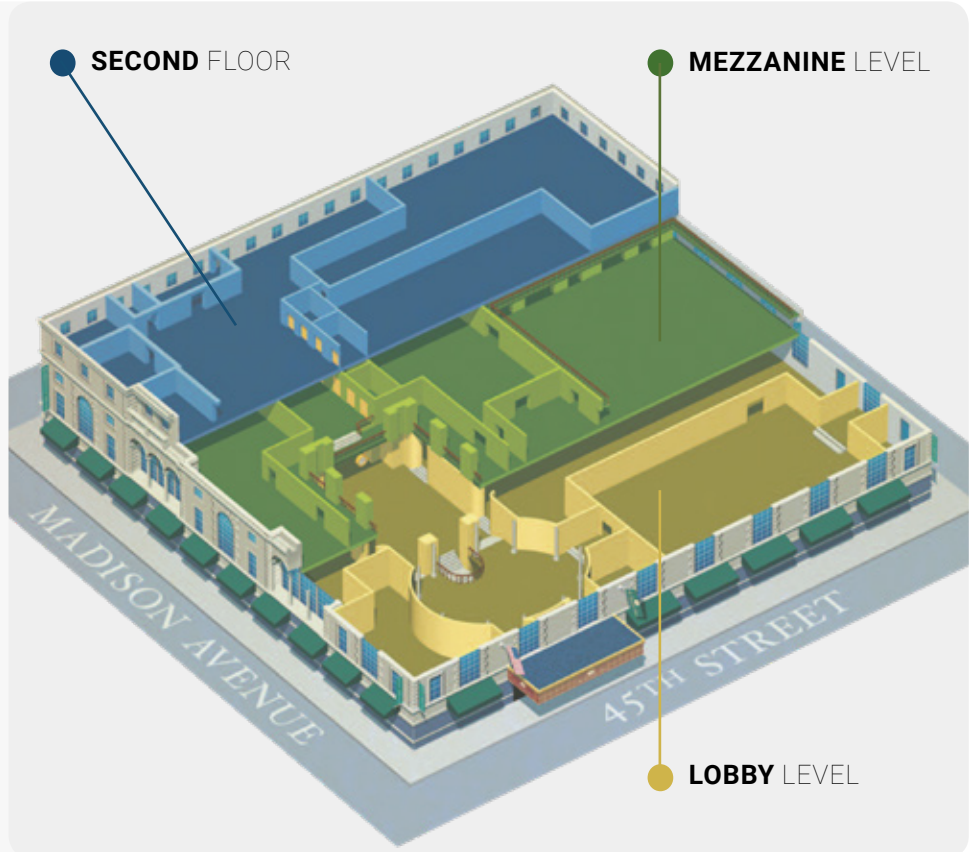 SECOND FLOOR
MEZZANINE LEVEL
MADISON AVENUE
45TH STREET
LOBBY LEVEL